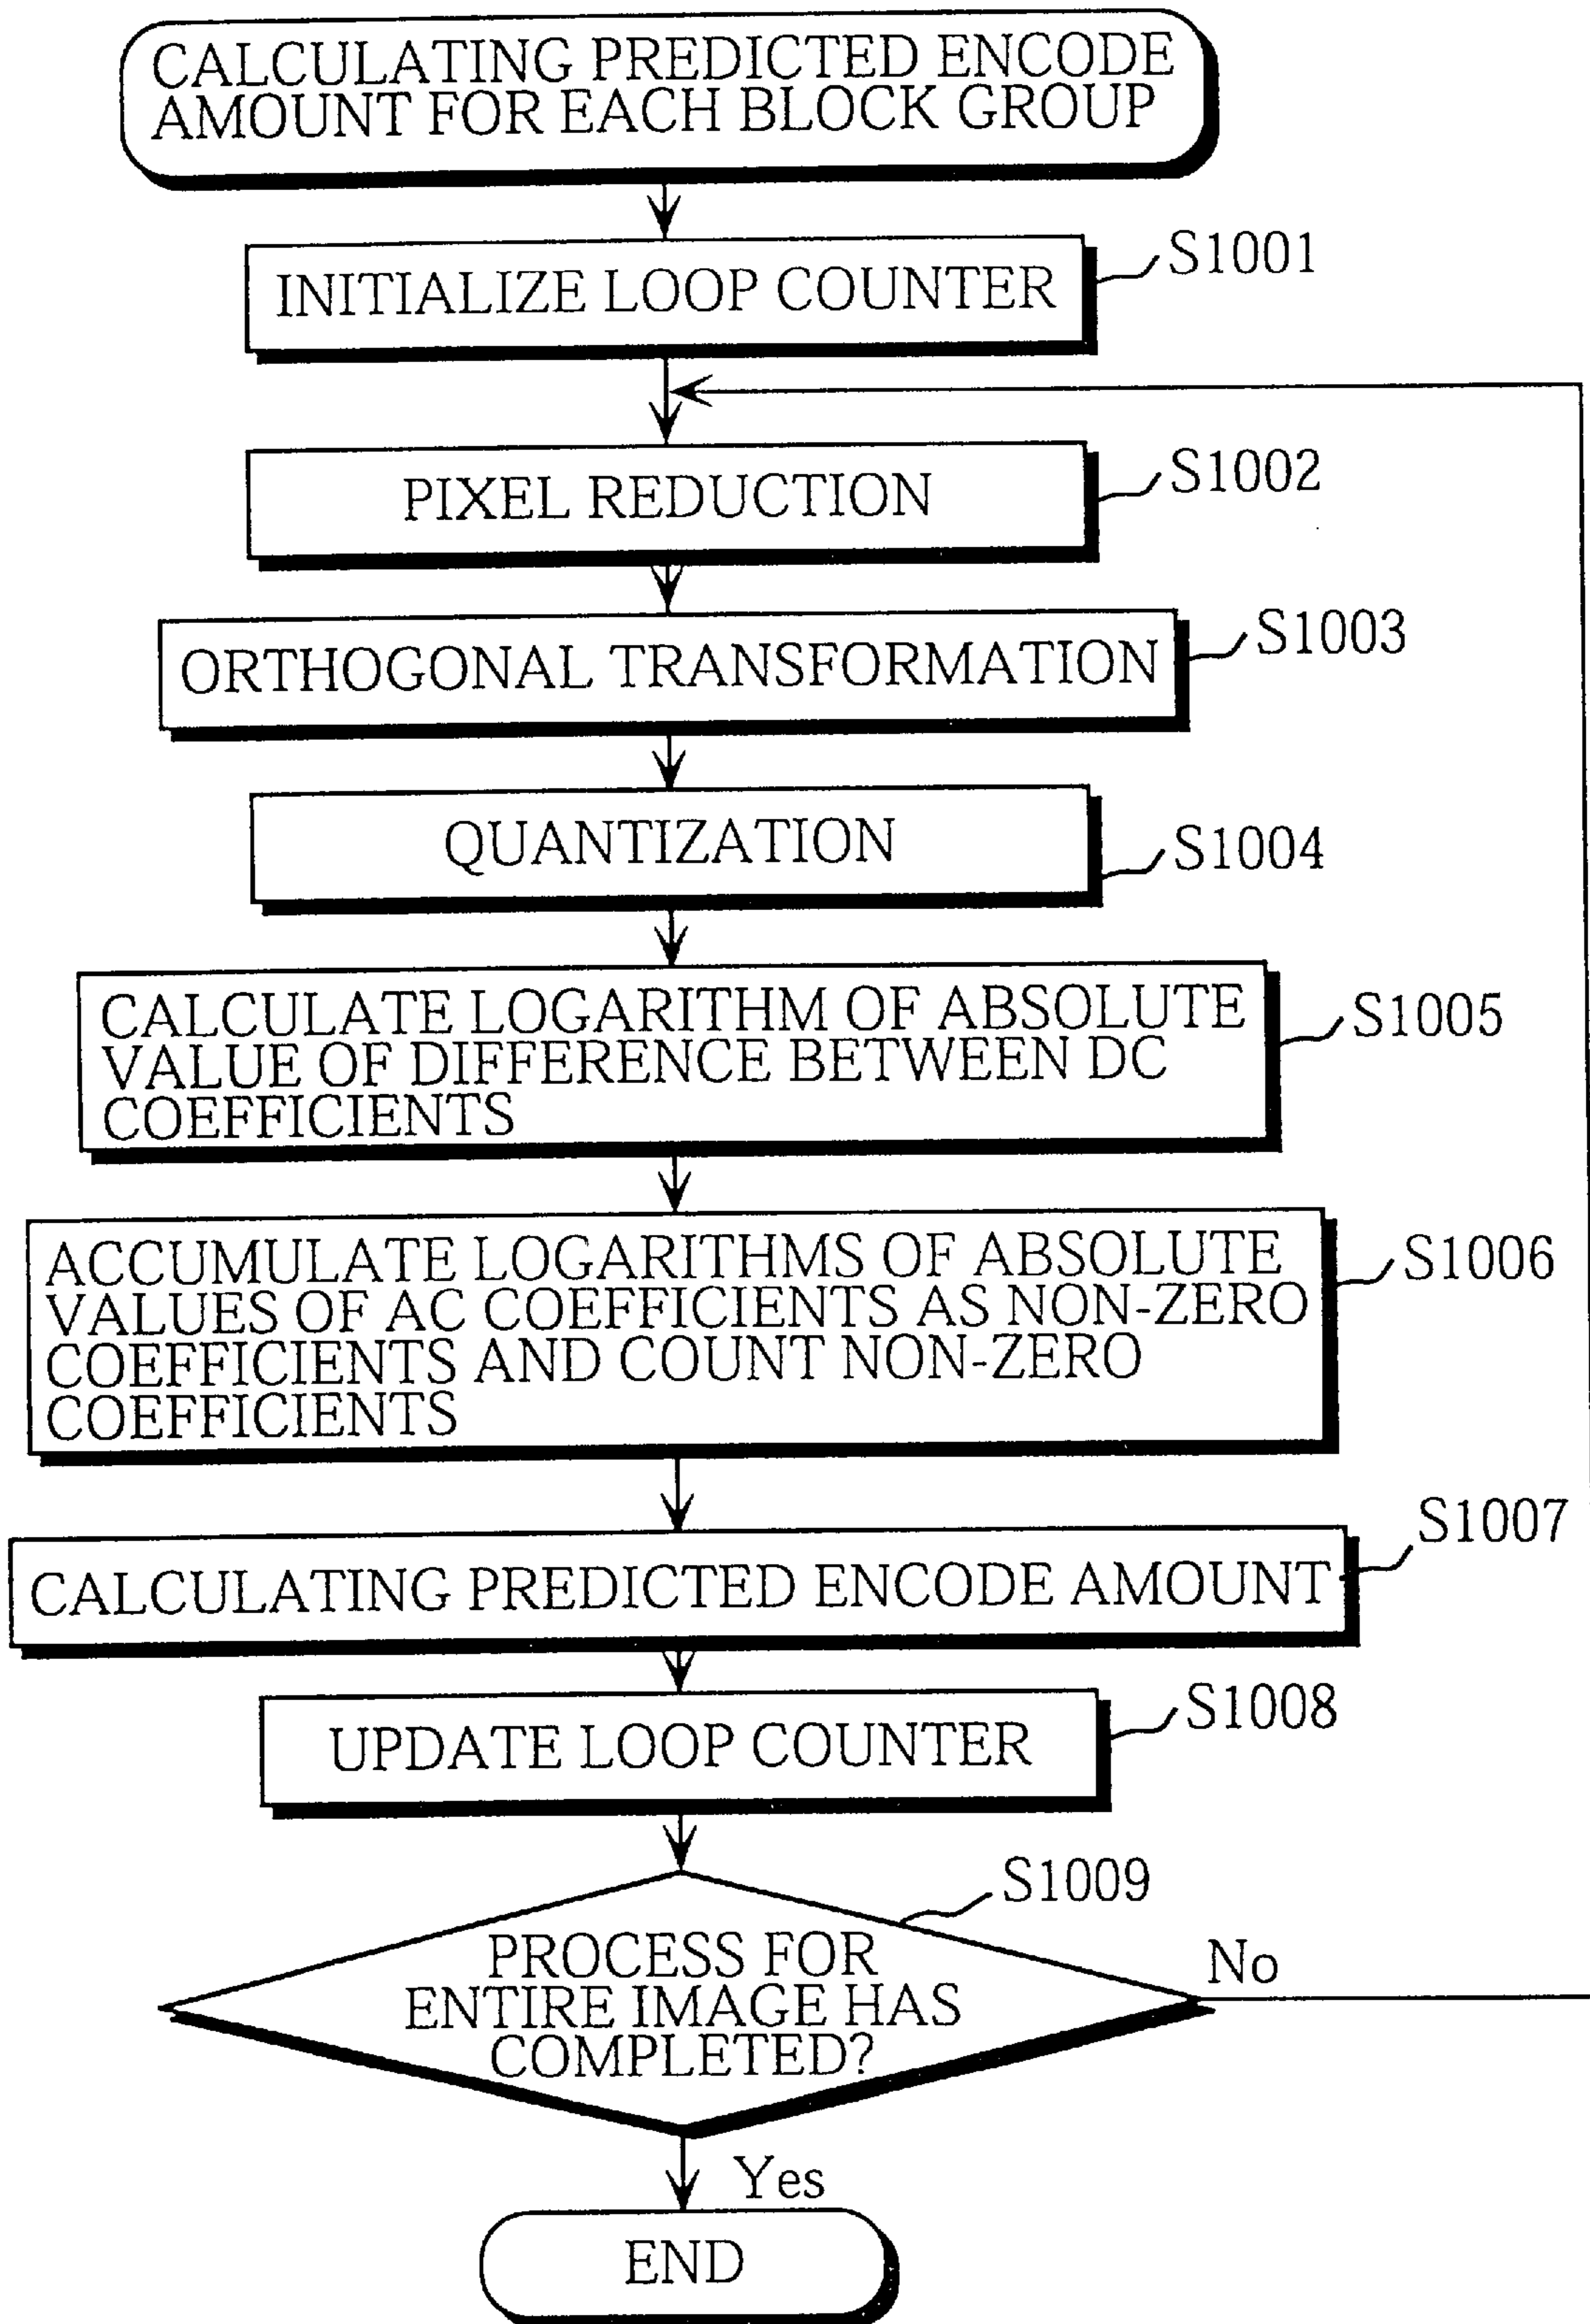 CALCULATING PREDICTED ENCODE
AMOUNT FOR EACH BLOCK GROUP
INITIALIZE LOOP COUNTER
S1001
PIXEL REDUCTION
S1002
ORTHOGONAL TRANSFORMATION
S1003
QUANTIZATION
S1004
CALCULATE LOGARITHM OF ABSOLUTE
VALUE OF DIFFERENCE BETWEEN DC
COEFFICIENTS
S1005
ACCUMULATE LOGARITHMS OF ABSOLUTE
VALUES OF AC COEFFICIENTS AS NON-ZERO
COEFFICIENTS AND COUNT NON-ZERO
COEFFICIENTS
S1006
CALCULATING PREDICTED ENCODE AMOUNT
S1007
UPDATE LOOP COUNTER
S1008
PROCESS FOR
ENTIRE IMAGE HAS
COMPLETED?
S1009
No
Yes
END